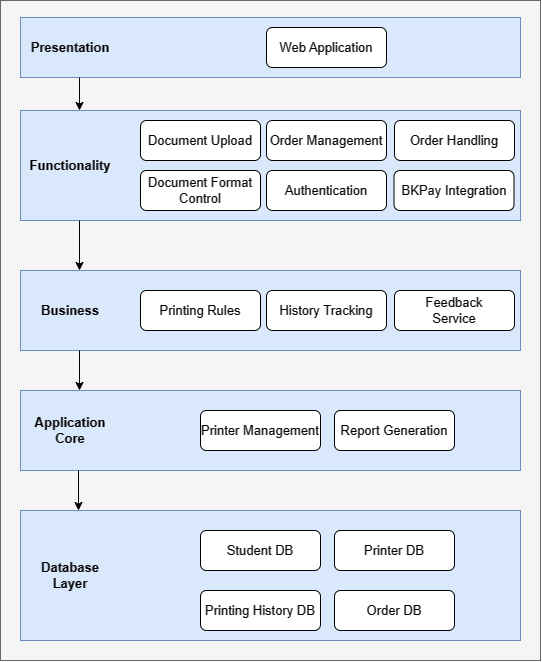 Presentation
Web Application
Functionality
Document Upload
Order Management
Order Handling
Document Format
Control
Authentication
BKPay Integration
Business
Printing Rules
History Tracking
Feedback
Service
Application
Core
Printer Management
Report Generation
Database
Layer
Student DB
Printer DB
Printing History DB
Order DB